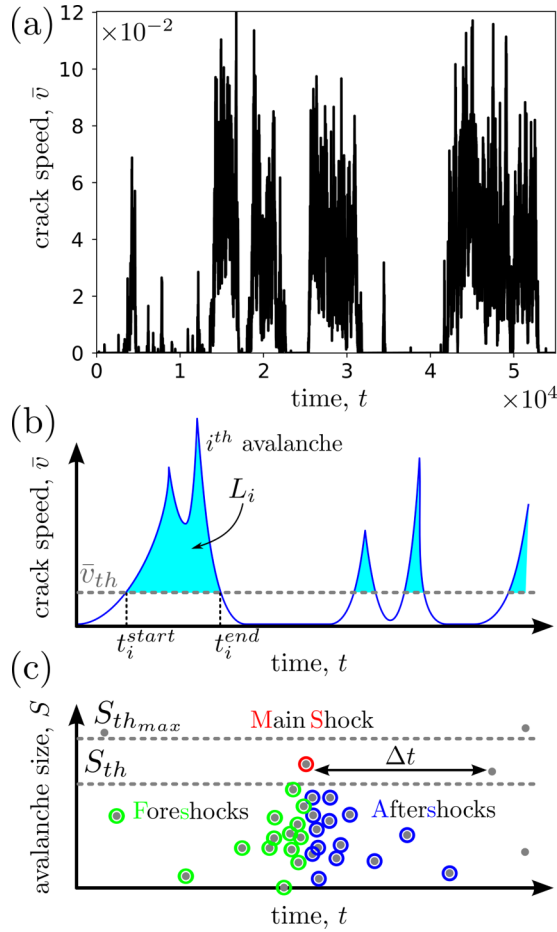 (a)
×10⁻²
crack speed, v̄
12
10
8
6
4
2
0
0 1 2 3 4 5
time, t
×10⁴
(b)
crack speed, v̄
iᵗʰ avalanche
Lᵢ
v̄ₜₕ
tᵢˢᵗᵃʳᵗ tᵢᵉⁿᵈ
time, t
(c)
avalanche size, S
S_{th_{max}}
Main Shock
S_{th}
Δt
Foreshocks
Aftershocks
time, t